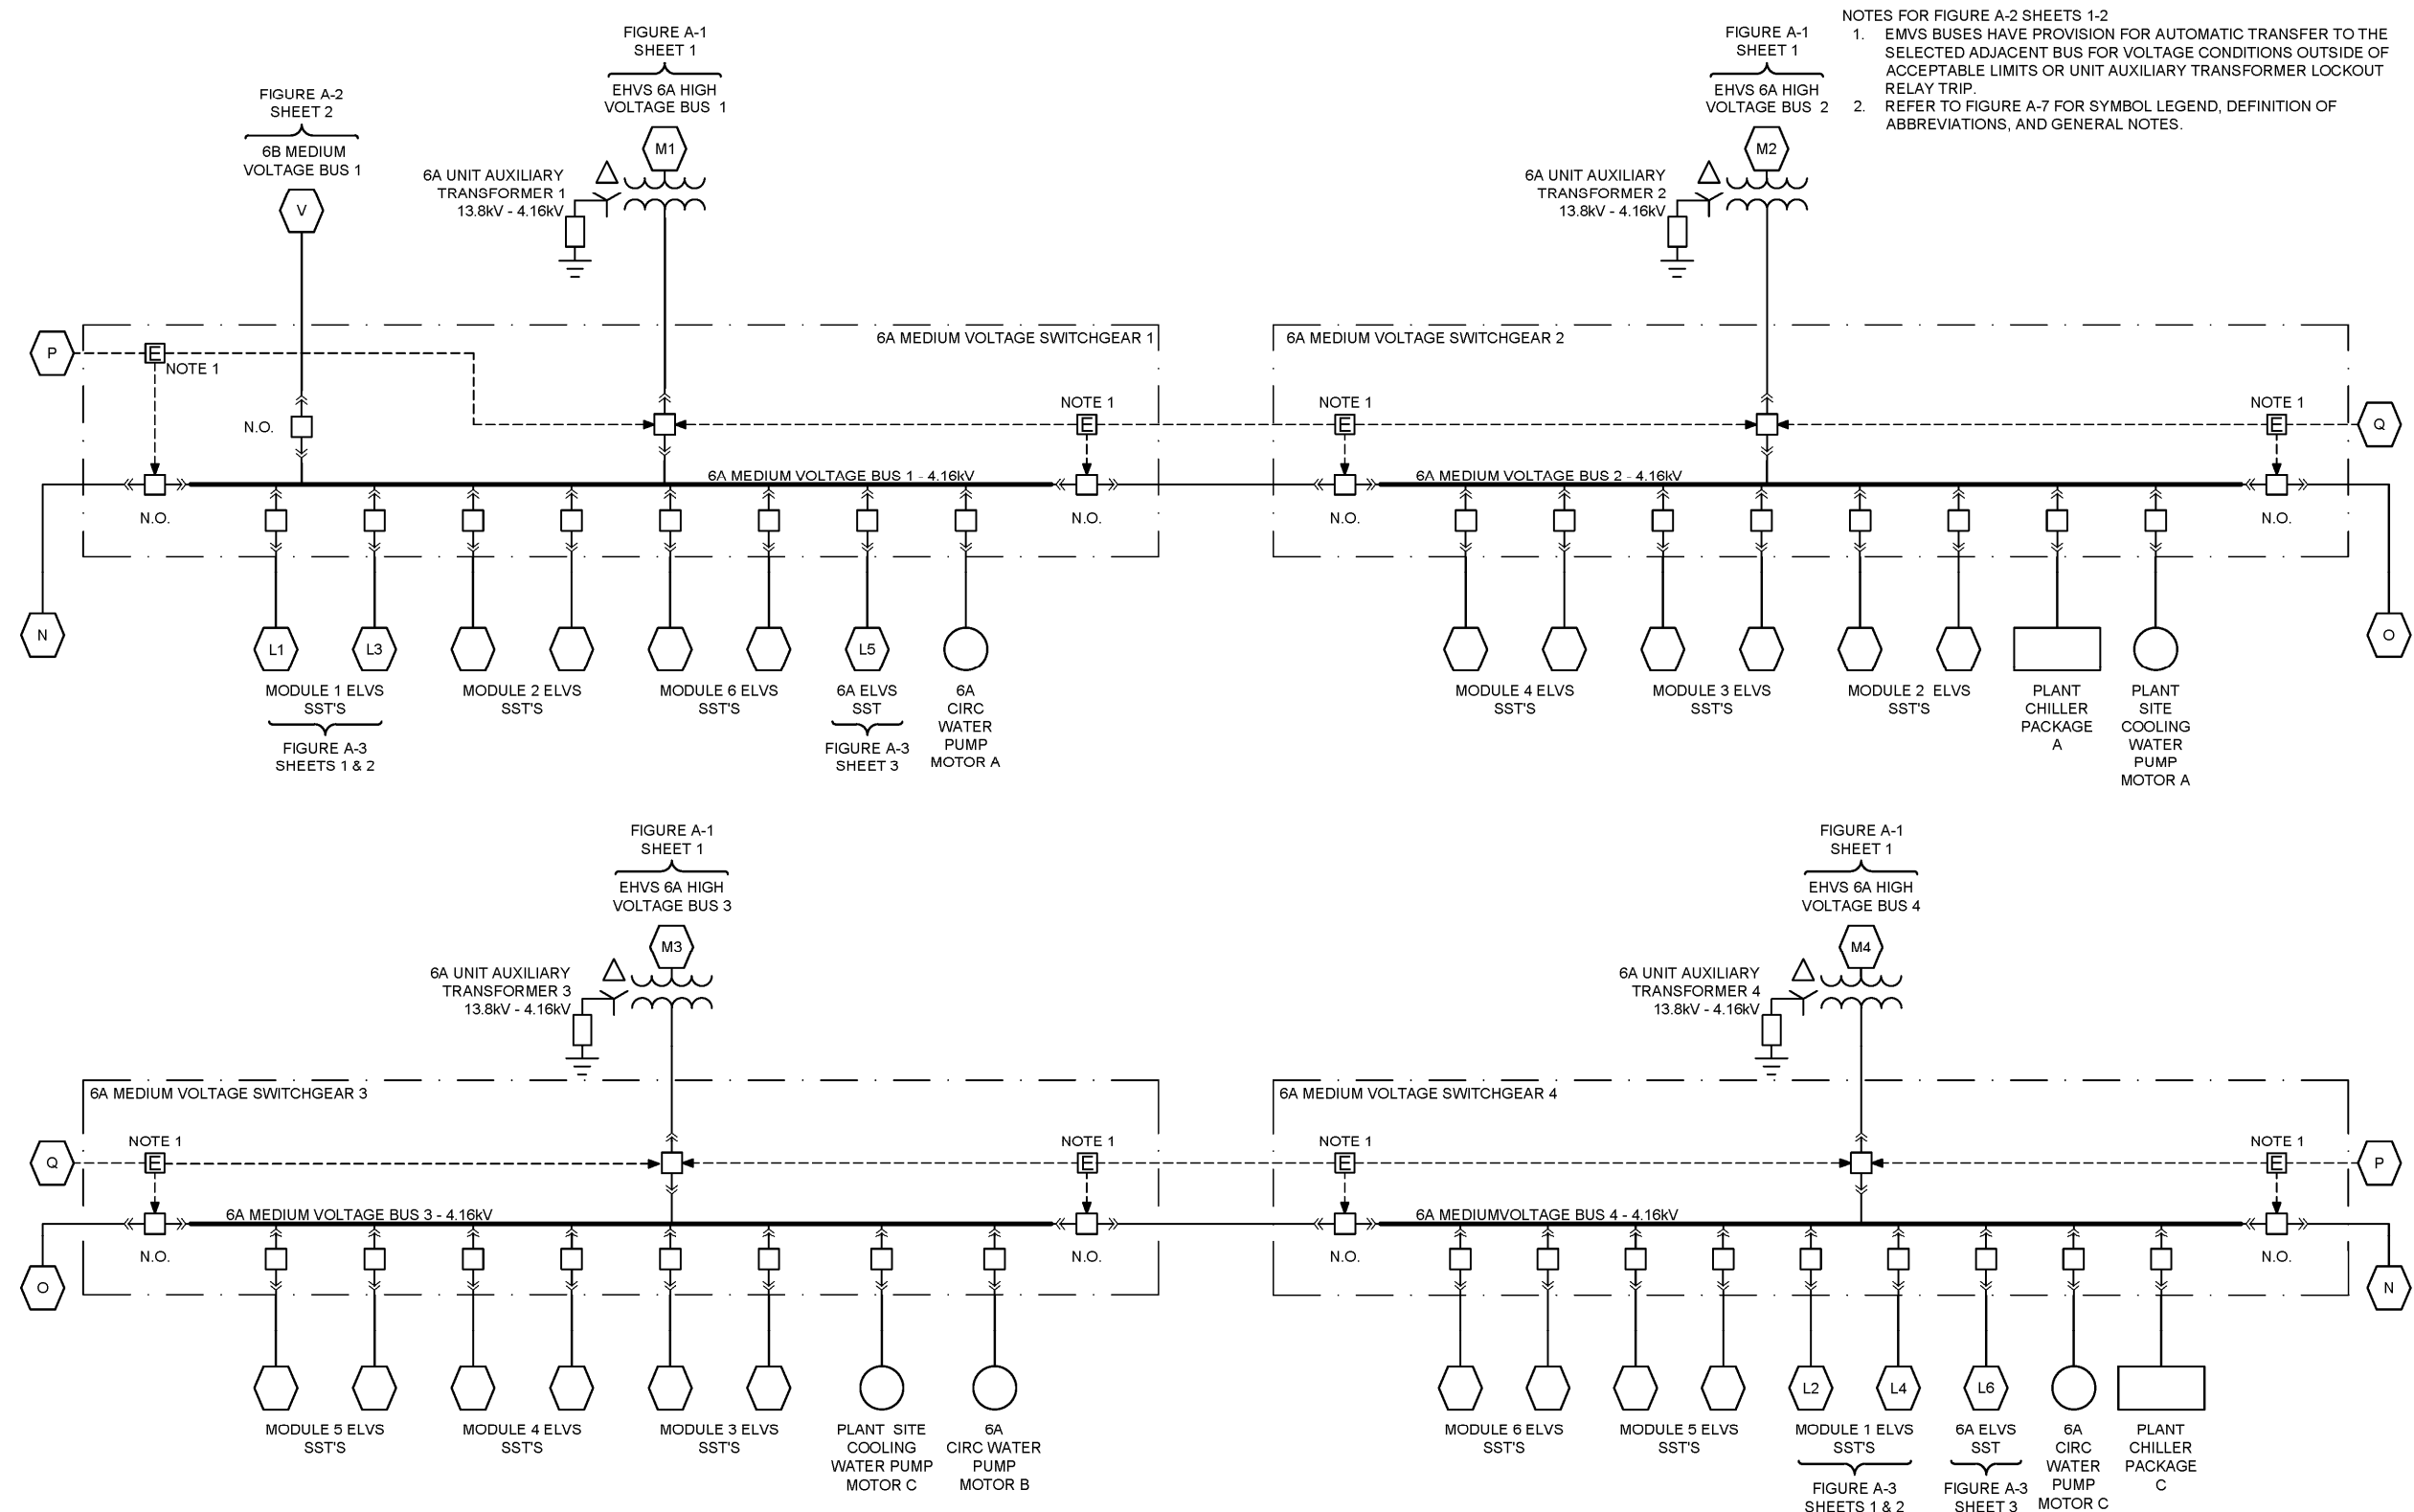 NOTES FOR FIGURE A-2 SHEETS 1-2
1. EMVS BUSES HAVE PROVISION FOR AUTOMATIC TRANSFER TO THE
SELECTED ADJACENT BUS FOR VOLTAGE CONDITIONS OUTSIDE OF
ACCEPTABLE LIMITS OR UNIT AUXILIARY TRANSFORMER LOCKOUT
RELAY TRIP.
2. REFER TO FIGURE A-7 FOR SYMBOL LEGEND, DEFINITION OF
ABBREVIATIONS, AND GENERAL NOTES.
FIGURE A-2
SHEET 2
6B MEDIUM
VOLTAGE BUS 1
V
FIGURE A-1
SHEET 1
EHVS 6A HIGH
VOLTAGE BUS 1
M1
6A UNIT AUXILIARY
TRANSFORMER 1
13.8kV - 4.16kV
FIGURE A-1
SHEET 1
EHVS 6A HIGH
VOLTAGE BUS 2
M2
6A UNIT AUXILIARY
TRANSFORMER 2
13.8kV - 4.16kV
6A MEDIUM VOLTAGE SWITCHGEAR 1
P
E
NOTE 1
N.O.
NOTE 1
E
6A MEDIUM VOLTAGE BUS 1 - 4.16kV
N.O.
N.O.
N
L1
L3
L5
MODULE 1 ELVS
SST'S
FIGURE A-3
SHEETS 1 & 2
MODULE 2 ELVS
SST'S
MODULE 6 ELVS
SST'S
6A ELVS
SST
FIGURE A-3
SHEET 3
6A
CIRC
WATER
PUMP
MOTOR A
6A MEDIUM VOLTAGE SWITCHGEAR 2
NOTE 1
E
NOTE 1
E
Q
6A MEDIUM VOLTAGE BUS 2 - 4.16kV
N.O.
N.O.
O
MODULE 4 ELVS
SST'S
MODULE 3 ELVS
SST'S
MODULE 2 ELVS
SST'S
PLANT
CHILLER
PACKAGE
A
PLANT
SITE
COOLING
WATER
PUMP
MOTOR A
FIGURE A-1
SHEET 1
EHVS 6A HIGH
VOLTAGE BUS 3
M3
6A UNIT AUXILIARY
TRANSFORMER 3
13.8kV - 4.16kV
FIGURE A-1
SHEET 1
EHVS 6A HIGH
VOLTAGE BUS 4
M4
6A UNIT AUXILIARY
TRANSFORMER 4
13.8kV - 4.16kV
6A MEDIUM VOLTAGE SWITCHGEAR 3
Q
NOTE 1
E
NOTE 1
E
6A MEDIUM VOLTAGE BUS 3 - 4.16kV
N.O.
N.O.
O
MODULE 5 ELVS
SST'S
MODULE 4 ELVS
SST'S
MODULE 3 ELVS
SST'S
PLANT SITE
COOLING
WATER PUMP
MOTOR C
6A
CIRC WATER
PUMP
MOTOR B
6A MEDIUM VOLTAGE SWITCHGEAR 4
NOTE 1
E
NOTE 1
E
P
6A MEDIUMVOLTAGE BUS 4 - 4.16kV
N.O.
N.O.
N
L2
L4
L6
MODULE 6 ELVS
SST'S
MODULE 5 ELVS
SST'S
MODULE 1 ELVS
SST'S
FIGURE A-3
SHEETS 1 & 2
6A ELVS
SST
FIGURE A-3
SHEET 3
6A
CIRC
WATER
PUMP
MOTOR C
PLANT
CHILLER
PACKAGE
C